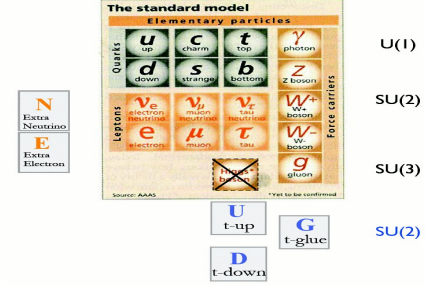 The standard model
Elementary particles
Quarks
u
up
c
charm
t
top
γ
photon
d
down
s
strange
b
bottom
Z
Z boson
Leptons
νe
electron
neutrino
νμ
muon
neutrino
ντ
tau
neutrino
W+
W+
boson
e
electron
μ
muon
τ
tau
W−
W-
boson
Force carriers
Higgs*
boson
g
gluon
Source: AAAS
*Yet to be confirmed
U(1)
SU(2)
SU(3)
SU(2)
N
Extra
Neutrino
E
Extra
Electron
U
t-up
G
t-glue
D
t-down